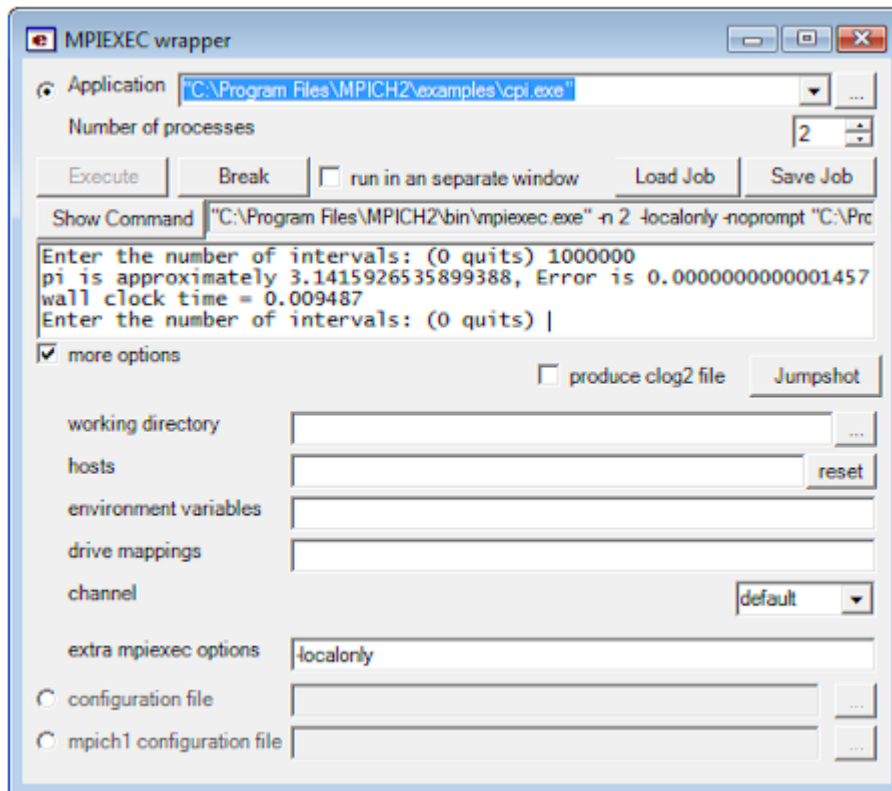 MPIEXEC wrapper
Application "C:\Program Files\MPICH2\examples\cpi.exe" ...
Number of processes 2
Execute Break run in an separate window Load Job Save Job
Show Command "C:\Program Files\MPICH2\bin\mpiexec.exe" -n 2 -localonly -noprompt "C:\Pro
Enter the number of intervals: (0 quits) 1000000
pi is approximately 3.1415926535899388, Error is 0.0000000000001457
wall clock time = 0.009487
Enter the number of intervals: (0 quits)
more options
produce clog2 file Jumpshot
working directory ...
hosts reset
environment variables
drive mappings
channel default
extra mpiexec options -localonly
configuration file ...
mpich1 configuration file ...